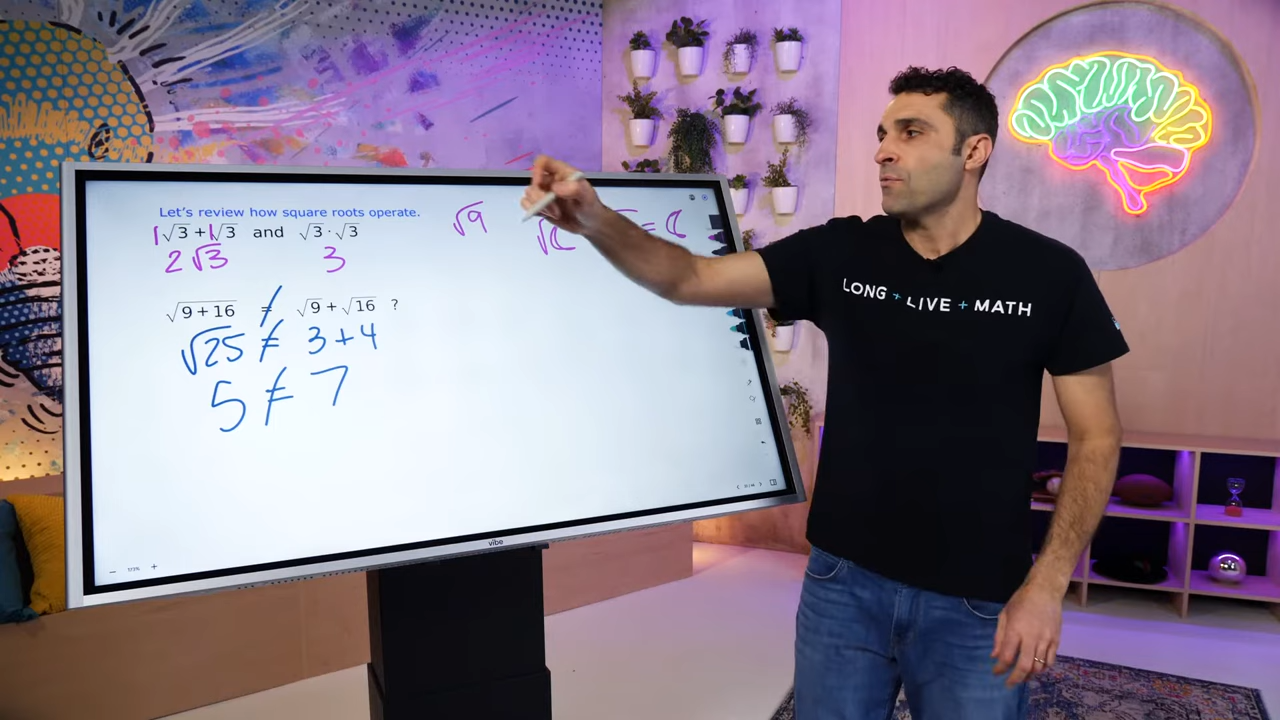 Let's review how square roots operate.
1√3 + 1√3 and √3 · √3
2√3 3
√9
√9+16 ≠ √9 + √16 ?
√25 ≠ 3+4
5 ≠ 7
LONG + LIVE + MATH
vibe